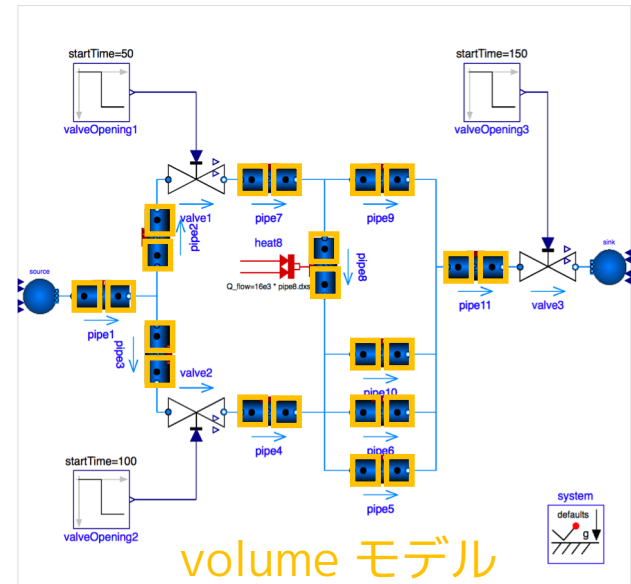 startTime=50
startTime=150
valveOpening1
valveOpening3
valve1
pipe7
pipe9
pipe2
heat8
pipe8
source
sink
Q_flow=16e3 * pipe8.dxs
pipe1
pipe11
valve3
pipe3
valve2
pipe10
pipe4
pipe6
startTime=100
pipe5
system
defaults
g
valveOpening2
volume モデル